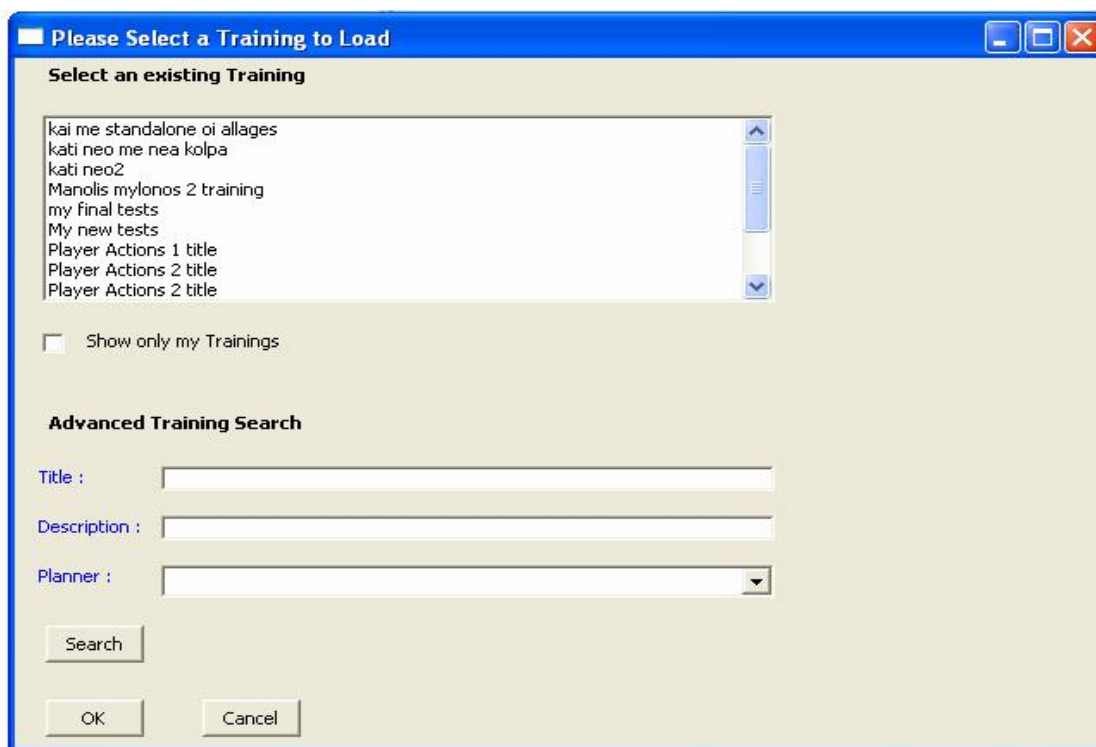 Please Select a Training to Load
Select an existing Training
kai me standalone oi allages
kati neo me nea kolpa
kati neo2
Manolis mylonos 2 training
my final tests
My new tests
Player Actions 1 title
Player Actions 2 title
Player Actions 2 title
Show only my Trainings
Advanced Training Search
Title :
Description :
Planner :
Search
OK Cancel